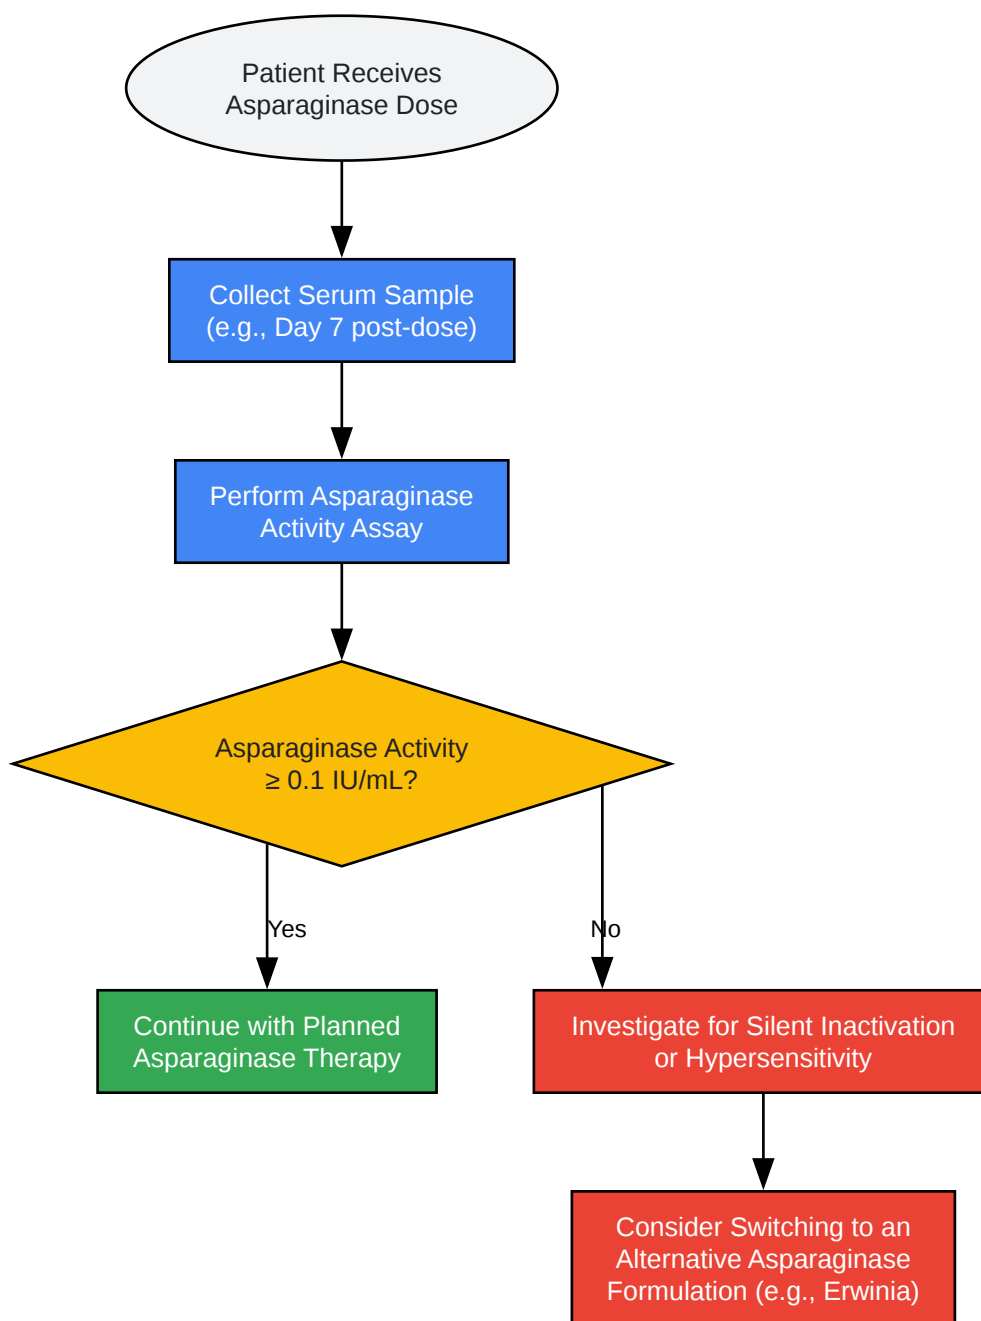 Patient Receives
Asparaginase Dose
Collect Serum Sample
(e.g., Day 7 post-dose)
Perform Asparaginase
Activity Assay
Asparaginase Activity
≥ 0.1 IU/mL?
Yes
No
Continue with Planned
Asparaginase Therapy
Investigate for Silent Inactivation
or Hypersensitivity
Consider Switching to an
Alternative Asparaginase
Formulation (e.g., Erwinia)